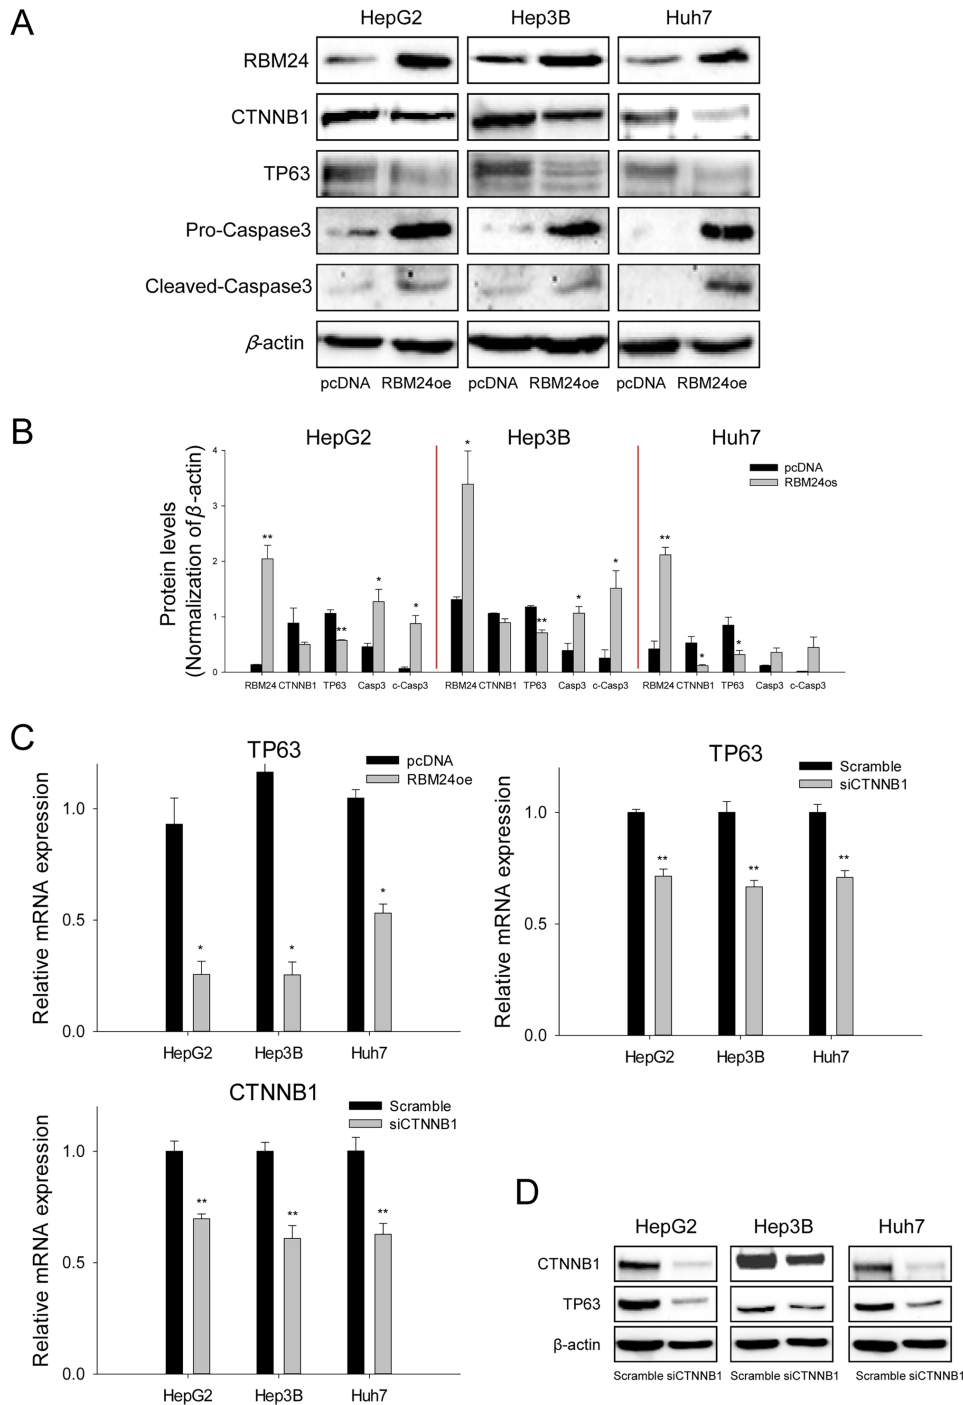 A
HepG2 Hep3B Huh7
RBM24
CTNNB1
TP63
Pro-Caspase3
Cleaved-Caspase3
β-actin
pcDNA RBM24oe pcDNA RBM24oe pcDNA RBM24oe
B
HepG2 Hep3B Huh7
Protein levels
(Normalization of β-actin)
4
3
2
1
0
pcDNA
RBM24os
** * * * * ** * * ** ** * *
RBM24 CTNNB1 TP63 Casp3 c-Casp3 RBM24 CTNNB1 TP63 Casp3 c-Casp3 RBM24 CTNNB1 TP63 Casp3 c-Casp3
C
TP63
pcDNA
RBM24oe
Relative mRNA expression
1.0
0.5
0.0
* * *
HepG2 Hep3B Huh7
TP63
Scramble
siCTNNB1
Relative mRNA expression
1.0
0.5
0.0
** ** **
HepG2 Hep3B Huh7
CTNNB1
Scramble
siCTNNB1
Relative mRNA expression
1.0
0.5
0.0
** ** **
HepG2 Hep3B Huh7
D
HepG2 Hep3B Huh7
CTNNB1
TP63
β-actin
Scramble siCTNNB1 Scramble siCTNNB1 Scramble siCTNNB1